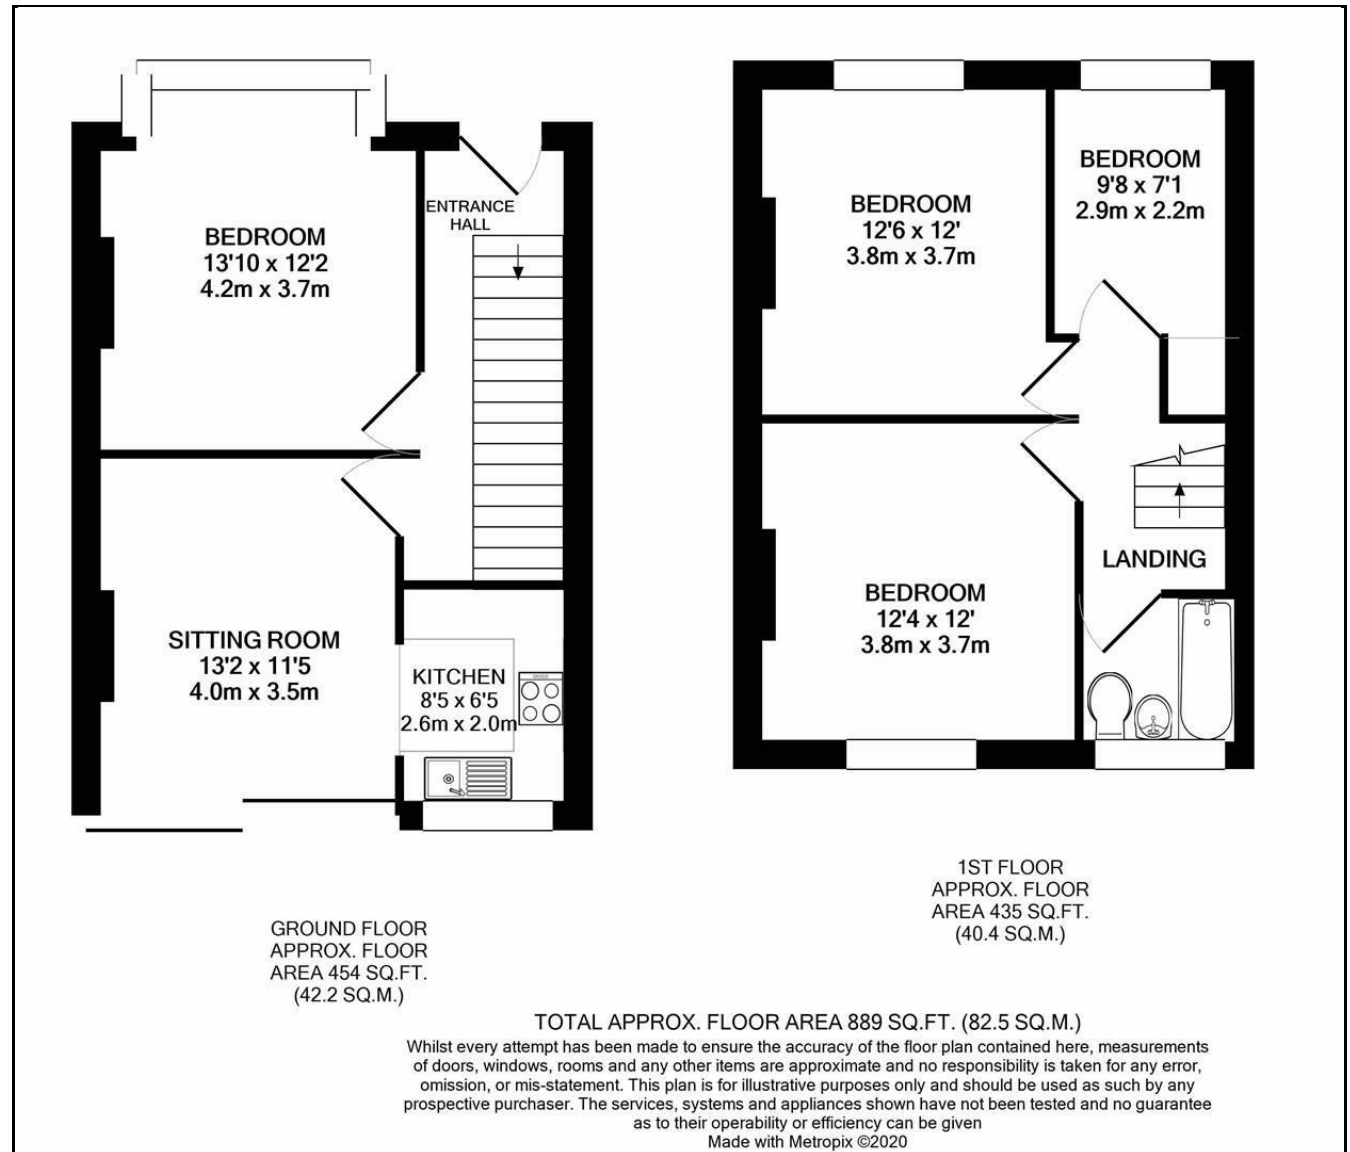 BEDROOM
13'10 x 12'2
4.2m x 3.7m
ENTRANCE
HALL
SITTING ROOM
13'2 x 11'5
4.0m x 3.5m
KITCHEN
8'5 x 6'5
2.6m x 2.0m
GROUND FLOOR
APPROX. FLOOR
AREA 454 SQ.FT.
(42.2 SQ.M.)
BEDROOM
12'6 x 12'
3.8m x 3.7m
BEDROOM
9'8 x 7'1
2.9m x 2.2m
BEDROOM
12'4 x 12'
3.8m x 3.7m
LANDING
1ST FLOOR
APPROX. FLOOR
AREA 435 SQ.FT.
(40.4 SQ.M.)
TOTAL APPROX. FLOOR AREA 889 SQ.FT. (82.5 SQ.M.)
Whilst every attempt has been made to ensure the accuracy of the floor plan contained here, measurements
of doors, windows, rooms and any other items are approximate and no responsibility is taken for any error,
omission, or mis-statement. This plan is for illustrative purposes only and should be used as such by any
prospective purchaser. The services, systems and appliances shown have not been tested and no guarantee
as to their operability or efficiency can be given
Made with Metropix ©2020